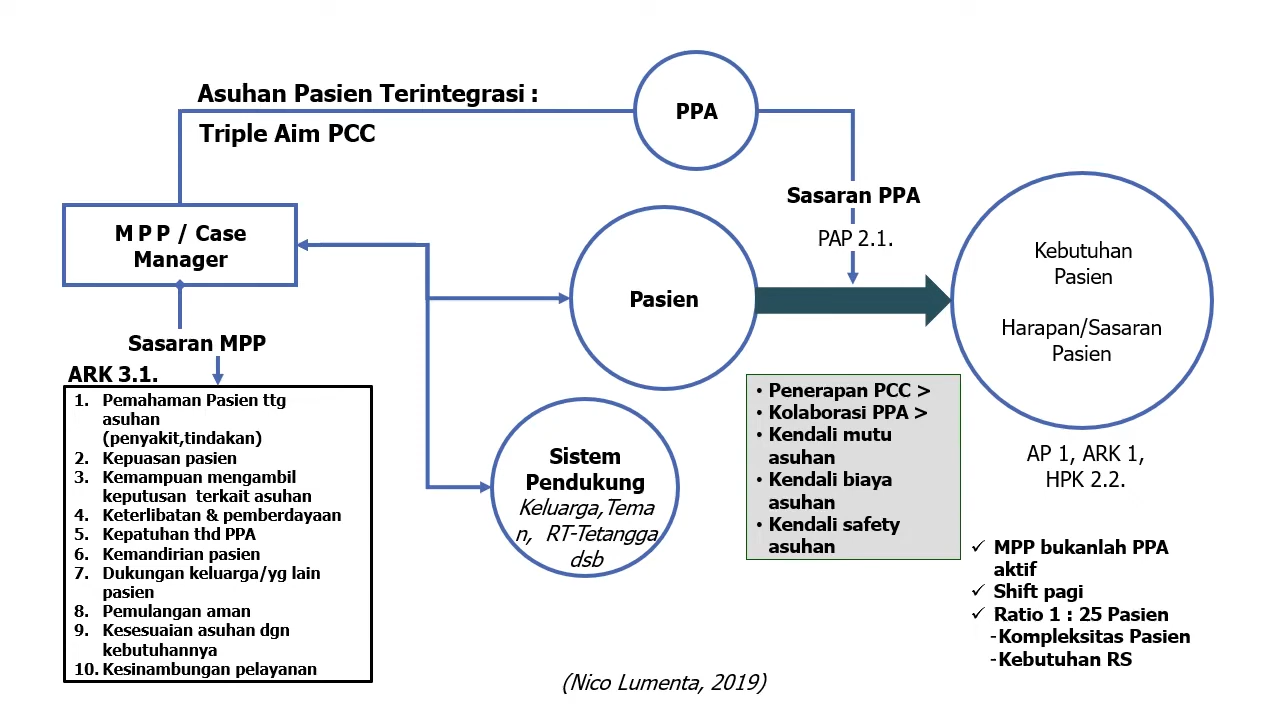 Asuhan Pasien Terintegrasi :
Triple Aim PCC
PPA
M P P / Case
Manager
Sasaran PPA
PAP 2.1.
Pasien
Kebutuhan
Pasien
Harapan/Sasaran
Pasien
Sasaran MPP
ARK 3.1.
1. Pemahaman Pasien ttg
asuhan
(penyakit,tindakan)
2. Kepuasan pasien
3. Kemampuan mengambil
keputusan terkait asuhan
4. Keterlibatan & pemberdayaan
5. Kepatuhan thd PPA
6. Kemandirian pasien
7. Dukungan keluarga/yg lain
pasien
8. Pemulangan aman
9. Kesesuaian asuhan dgn
kebutuhannya
10. Kesinambungan pelayanan
Sistem
Pendukung
Keluarga,Tema
n, RT-Tetangga
dsb
• Penerapan PCC >
• Kolaborasi PPA >
• Kendali mutu
asuhan
• Kendali biaya
asuhan
• Kendali safety
asuhan
AP 1, ARK 1,
HPK 2.2.
✓ MPP bukanlah PPA
aktif
✓ Shift pagi
✓ Ratio 1 : 25 Pasien
-Kompleksitas Pasien
-Kebutuhan RS
(Nico Lumenta, 2019)